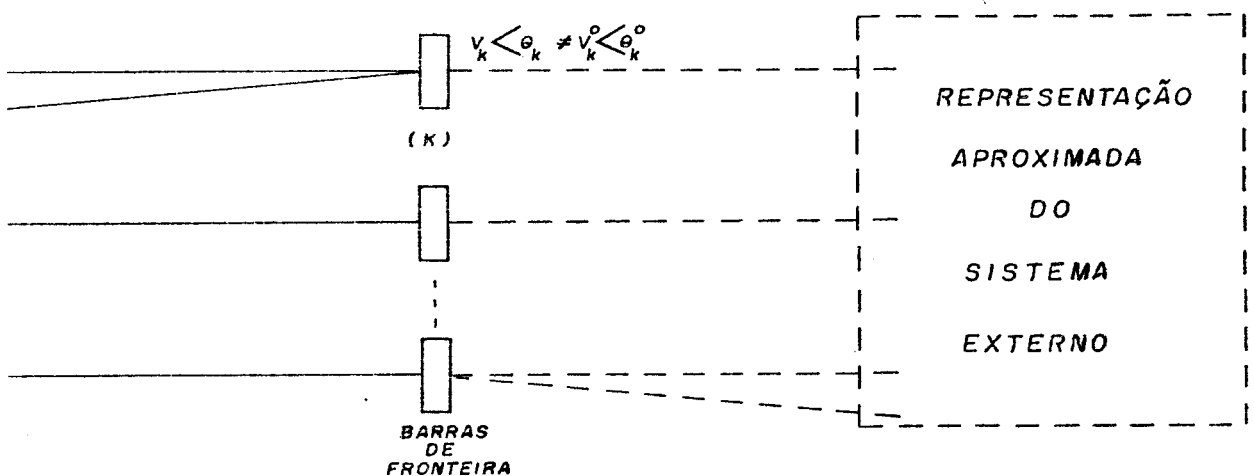 V_k∠θ_k ≠ V_k^o∠θ_k^o
(K)
REPRESENTAÇÃO
APROXIMADA
DO
SISTEMA
EXTERNO
BARRAS
DE
FRONTEIRA